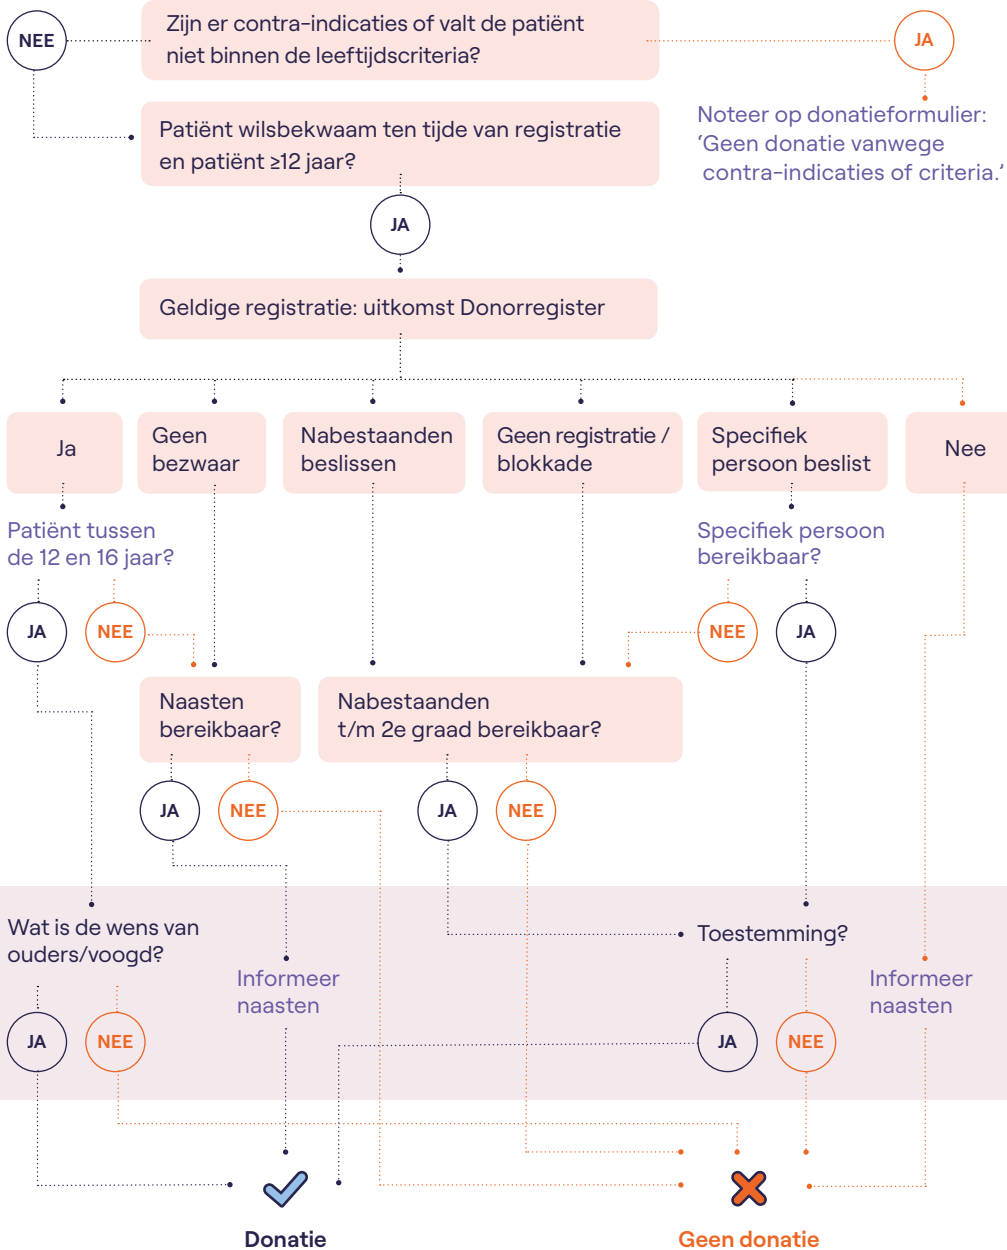 NEE
Zijn er contra-indicaties of valt de patiënt
niet binnen de leeftijdscriteria?
JA
Noteer op donatieformulier:
‘Geen donatie vanwege
contra-indicaties of criteria.’
Patiënt wilsbekwaam ten tijde van registratie
en patiënt ≥12 jaar?
JA
Geldige registratie: uitkomst Donorregister
Ja
Geen
bezwaar
Nabestaanden
beslissen
Geen registratie /
blokkade
Specifiek
persoon beslist
Nee
Patiënt tussen
de 12 en 16 jaar?
Specifiek persoon
bereikbaar?
JA
NEE
NEE
JA
Naasten
bereikbaar?
Nabestaanden
t/m 2e graad bereikbaar?
JA
NEE
JA
NEE
Wat is de wens van
ouders/voogd?
Toestemming?
Informeer
naasten
Informeer
naasten
JA
NEE
JA
NEE
Donatie
Geen donatie